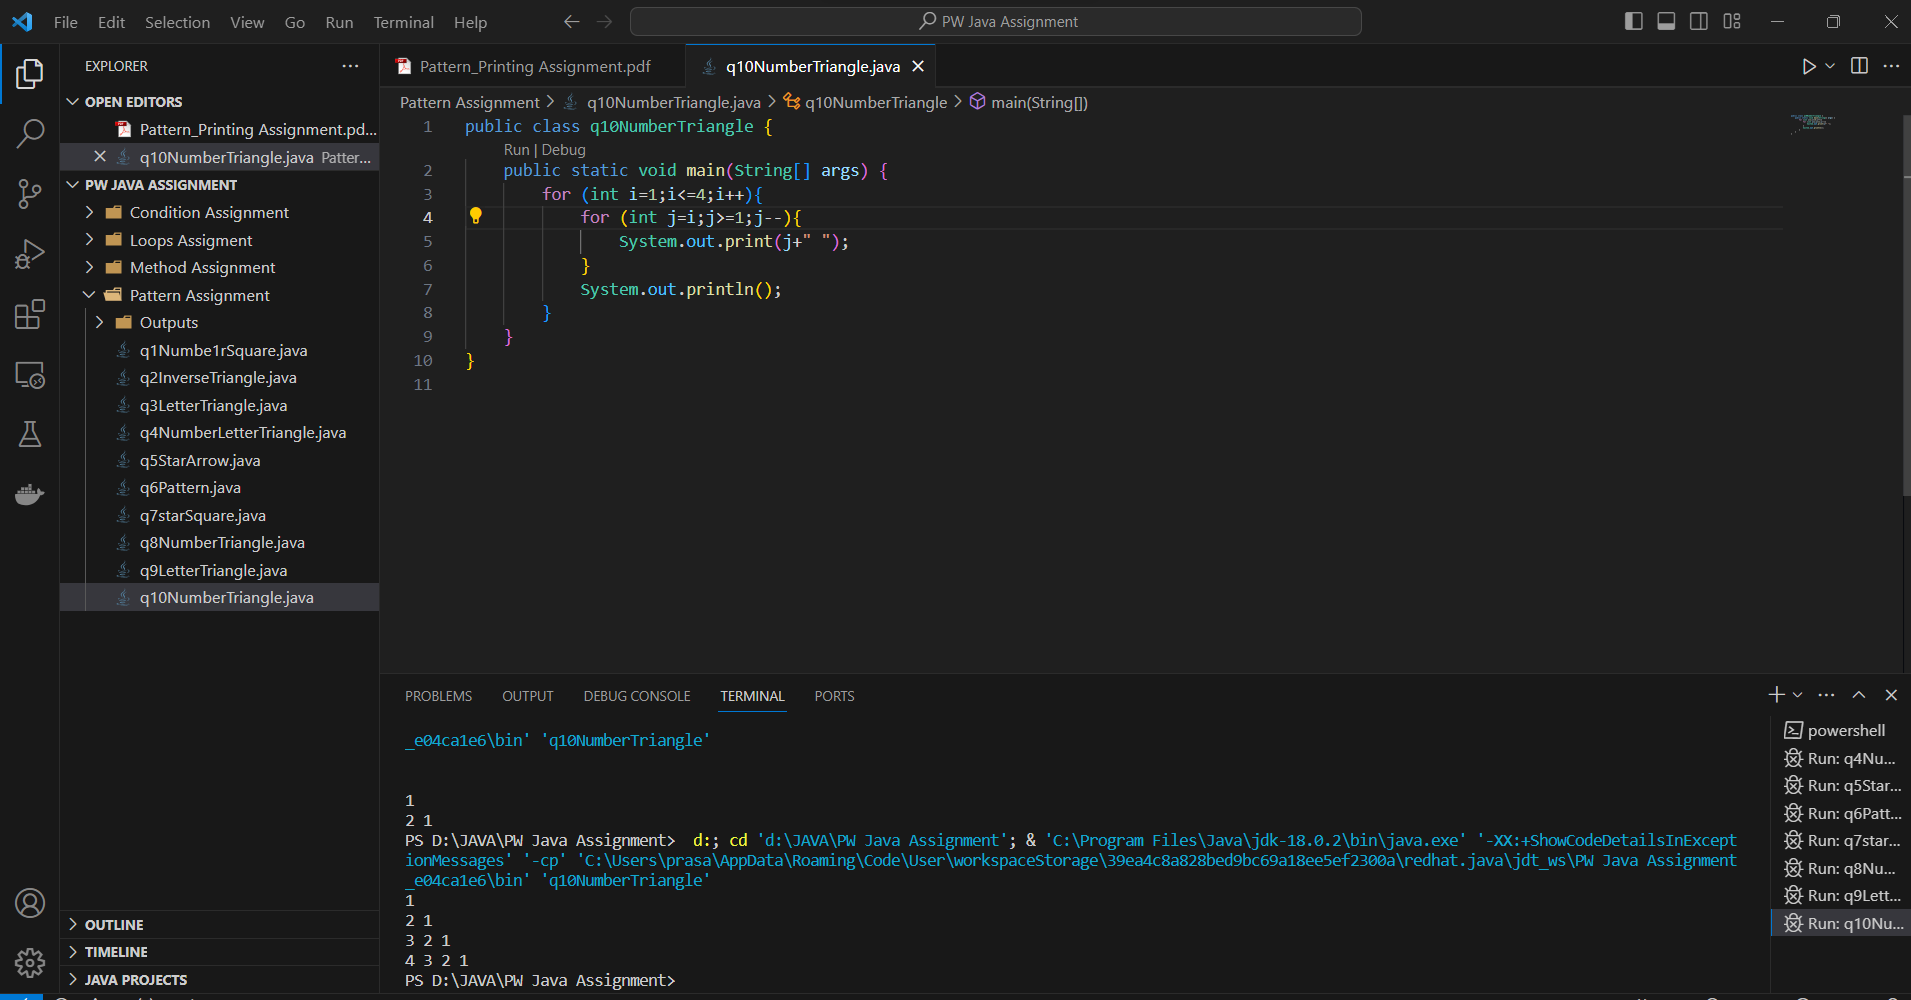 File Edit Selection View Go Run Terminal Help
PW Java Assignment
EXPLORER
OPEN EDITORS
Pattern_Printing Assignment.pd...
q10NumberTriangle.java Patter...
PW JAVA ASSIGNMENT
Condition Assignment
Loops Assigment
Method Assignment
Pattern Assignment
Outputs
q1Numbe1rSquare.java
q2InverseTriangle.java
q3LetterTriangle.java
q4NumberLetterTriangle.java
q5StarArrow.java
q6Pattern.java
q7starSquare.java
q8NumberTriangle.java
q9LetterTriangle.java
q10NumberTriangle.java
OUTLINE
TIMELINE
JAVA PROJECTS
Pattern_Printing Assignment.pdf
q10NumberTriangle.java
Pattern Assignment > q10NumberTriangle.java > q10NumberTriangle > main(String[])
1 public class q10NumberTriangle {
Run | Debug
2 public static void main(String[] args) {
3 for (int i=1;i<=4;i++){
4 for (int j=i;j>=1;j--){
5 System.out.print(j+" ");
6 }
7 System.out.println();
8 }
9 }
10 }
11
PROBLEMS OUTPUT DEBUG CONSOLE TERMINAL PORTS
_e04ca1e6\bin' 'q10NumberTriangle'
1
2 1
PS D:\JAVA\PW Java Assignment> d:; cd 'd:\JAVA\PW Java Assignment'; & 'C:\Program Files\Java\jdk-18.0.2\bin\java.exe' '-XX:+ShowCodeDetailsInExcept
ionMessages' '-cp' 'C:\Users\prasa\AppData\Roaming\Code\User\workspaceStorage\39ea4c8a828bed9bc69a18ee5ef2300a\redhat.java\jdt_ws\PW Java Assignment
_e04ca1e6\bin' 'q10NumberTriangle'
1
2 1
3 2 1
4 3 2 1
PS D:\JAVA\PW Java Assignment>
powershell
Run: q4Nu...
Run: q5Star...
Run: q6Patt...
Run: q7star...
Run: q8Nu...
Run: q9Lett...
Run: q10Nu...